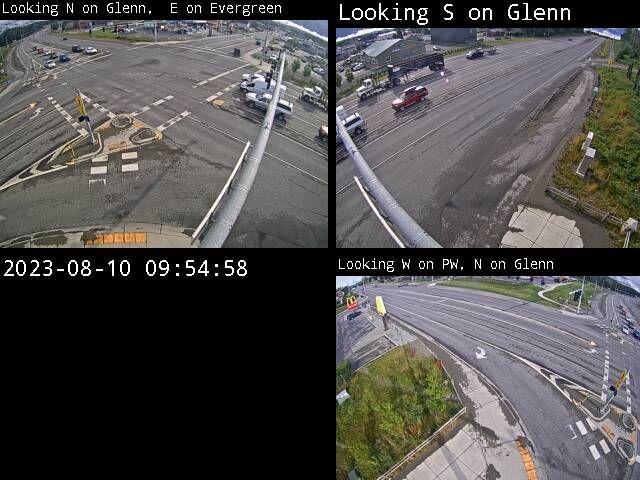 Looking N on Glenn,  E on Evergreen
Looking S on Glenn
2023-08-10 09:54:58
Looking W on PW, N on Glenn